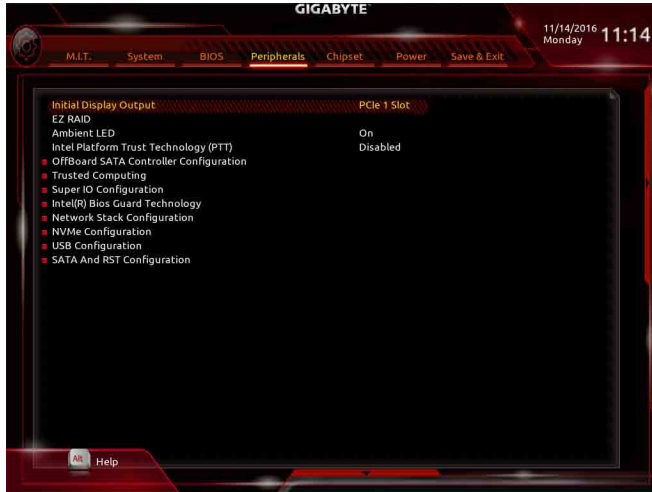 GIGABYTE
11/14/2016 11:14
Monday
M.I.T. System BIOS Peripherals Chipset Power Save & Exit
Initial Display Output PCIe 1 Slot
EZ RAID
Ambient LED On
Intel Platform Trust Technology (PTT) Disabled
OffBoard SATA Controller Configuration
Trusted Computing
Super IO Configuration
Intel(R) Bios Guard Technology
Network Stack Configuration
NVMe Configuration
USB Configuration
SATA And RST Configuration
Alt Help